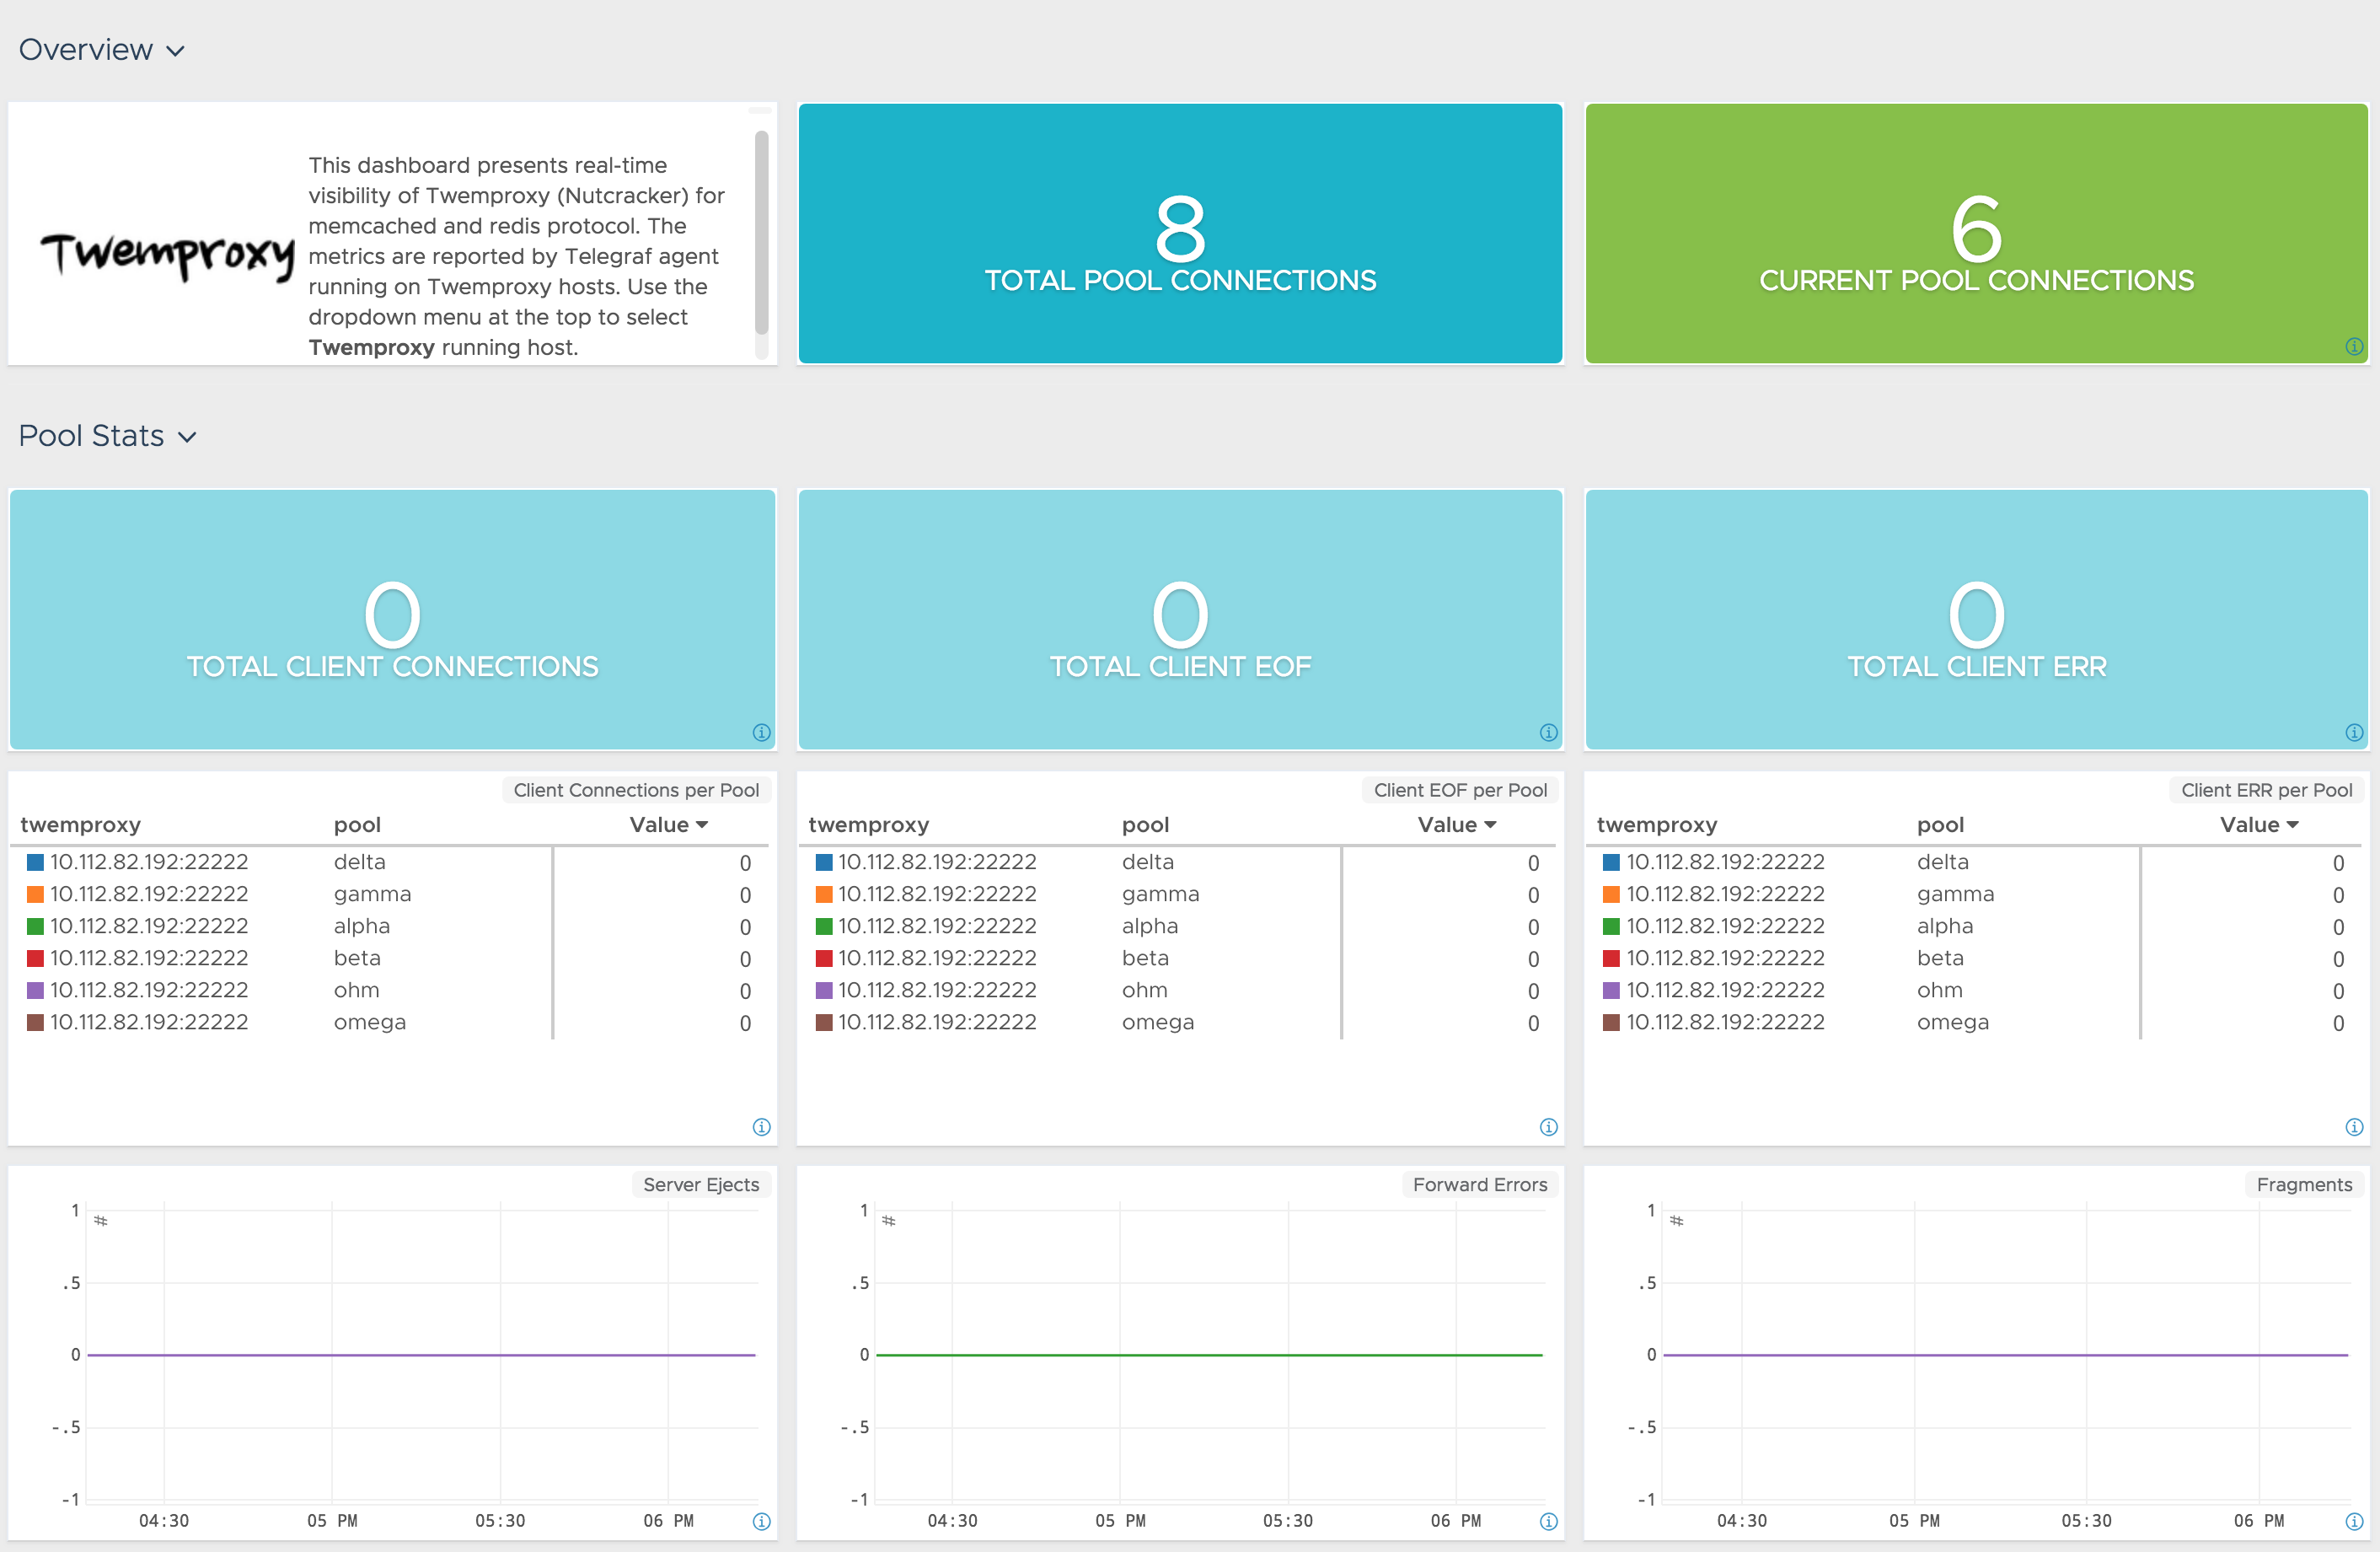 Overview
Twemproxy
This dashboard presents real-time
visibility of Twemproxy (Nutcracker) for
memcached and redis protocol. The
metrics are reported by Telegraf agent
running on Twemproxy hosts. Use the
dropdown menu at the top to select
Twemproxy running host.
8
TOTAL POOL CONNECTIONS
6
CURRENT POOL CONNECTIONS
Pool Stats
0
TOTAL CLIENT CONNECTIONS
0
TOTAL CLIENT EOF
0
TOTAL CLIENT ERR
Client Connections per Pool
twemproxy pool Value
10.112.82.192:22222 delta 0
10.112.82.192:22222 gamma 0
10.112.82.192:22222 alpha 0
10.112.82.192:22222 beta 0
10.112.82.192:22222 ohm 0
10.112.82.192:22222 omega 0
Client EOF per Pool
twemproxy pool Value
10.112.82.192:22222 delta 0
10.112.82.192:22222 gamma 0
10.112.82.192:22222 alpha 0
10.112.82.192:22222 beta 0
10.112.82.192:22222 ohm 0
10.112.82.192:22222 omega 0
Client ERR per Pool
twemproxy pool Value
10.112.82.192:22222 delta 0
10.112.82.192:22222 gamma 0
10.112.82.192:22222 alpha 0
10.112.82.192:22222 beta 0
10.112.82.192:22222 ohm 0
10.112.82.192:22222 omega 0
Server Ejects
1 #
.5
0
-.5
-1
04:30 05 PM 05:30 06 PM
Forward Errors
1 #
.5
0
-.5
-1
04:30 05 PM 05:30 06 PM
Fragments
1 #
.5
0
-.5
-1
04:30 05 PM 05:30 06 PM